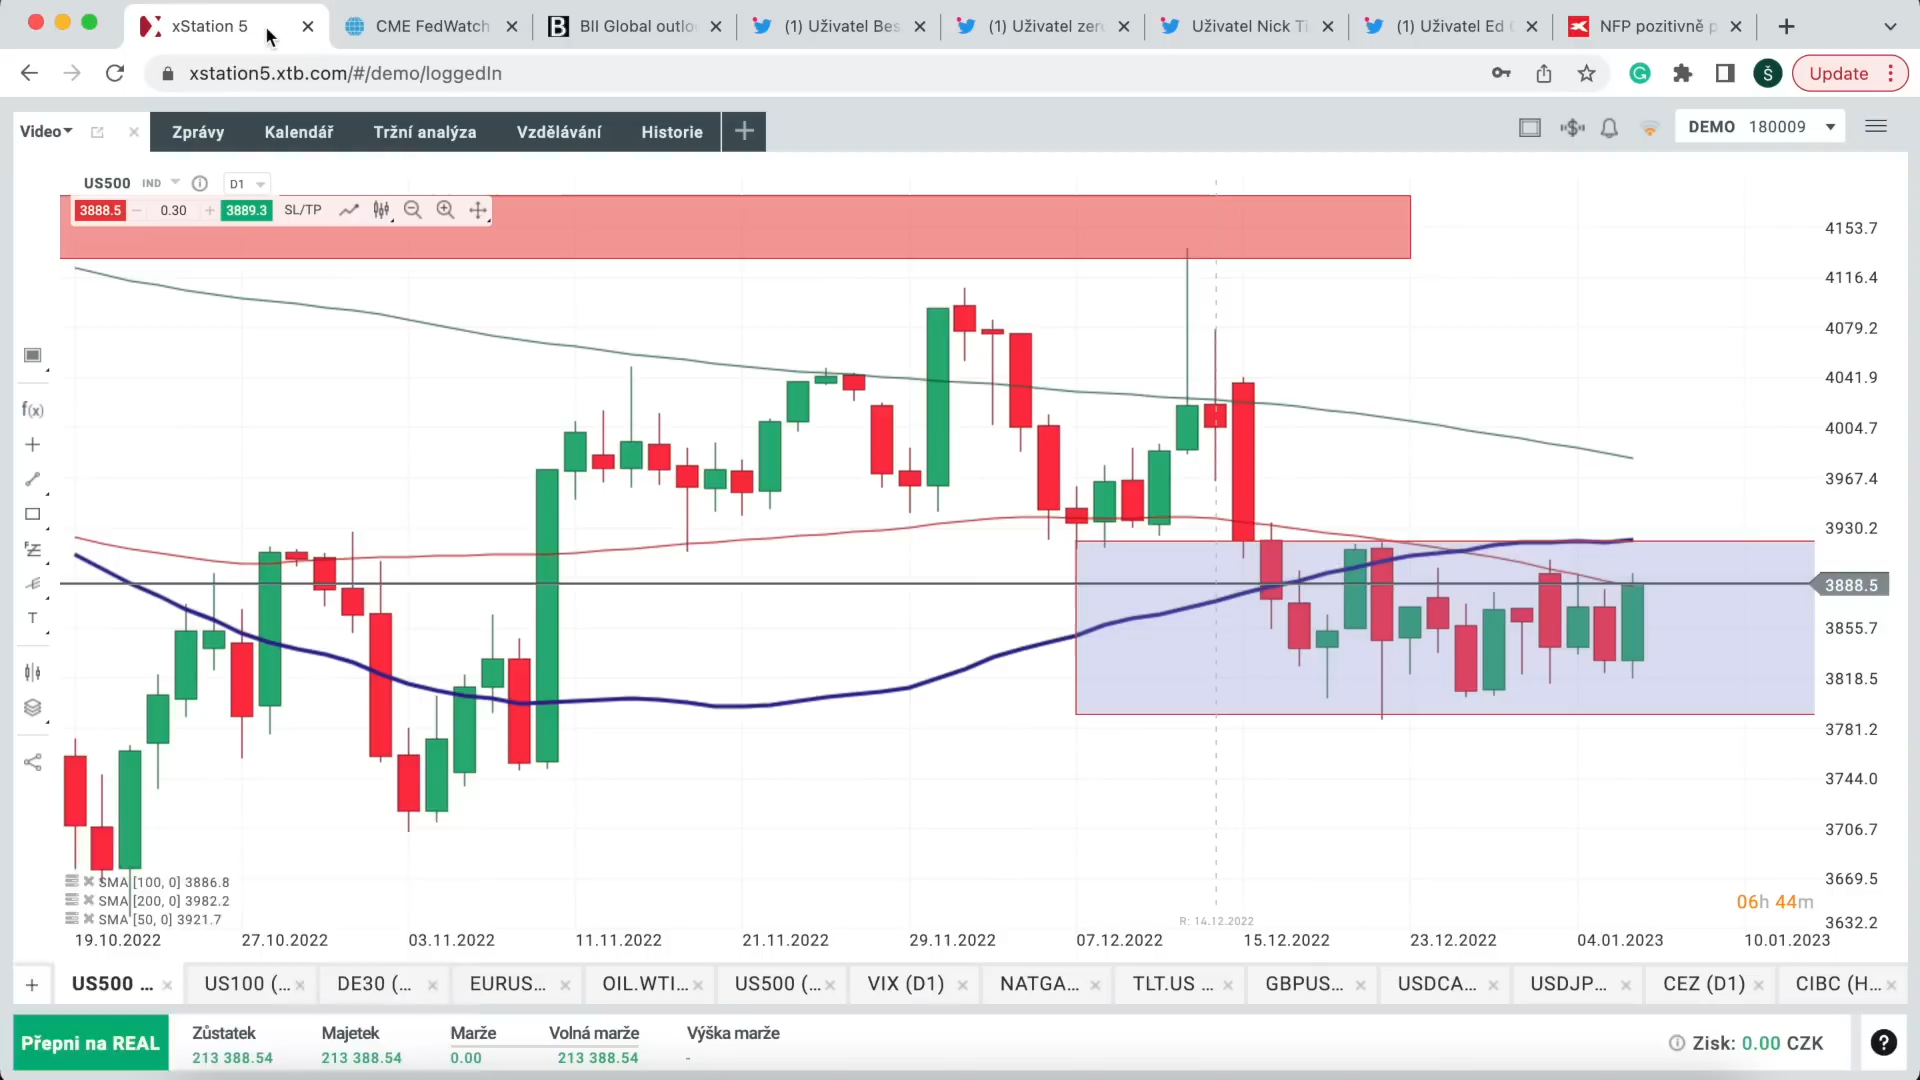 xStation 5
CME FedWatch
BII Global outlo
(1) Uživatel Bes
(1) Uživatel zer
Uživatel Nick Ti
(1) Uživatel Ed
NFP pozitivně p
xstation5.xtb.com/#/demo/loggedIn
Š
Update
Video
Zprávy
Kalendář
Tržní analýza
Vzdělávání
Historie
DEMO 180009
US500 IND D1
3888.5 0.30 3889.3 SL/TP
4153.7
4116.4
4079.2
4041.9
4004.7
3967.4
3930.2
3888.5
3855.7
3818.5
3781.2
3744.0
3706.7
3669.5
3632.2
f(x)
T
SMA [100, 0] 3886.8
SMA [200, 0] 3982.2
SMA [50, 0] 3921.7
06h 44m
R: 14.12.2022
19.10.2022 27.10.2022 03.11.2022 11.11.2022 21.11.2022 29.11.2022 07.12.2022 15.12.2022 23.12.2022 04.01.2023 10.01.2023
US500 ... US100 (... DE30 (... EURUS... OIL.WTI... US500 (... VIX (D1) NATGA... TLT.US ... GBPUS... USDCA... USDJP... CEZ (D1) CIBC (H...
Přepni na REAL
Zůstatek Majetek Marže Volná marže Výška marže
213 388.54 213 388.54 0.00 213 388.54 -
Zisk: 0.00 CZK
?